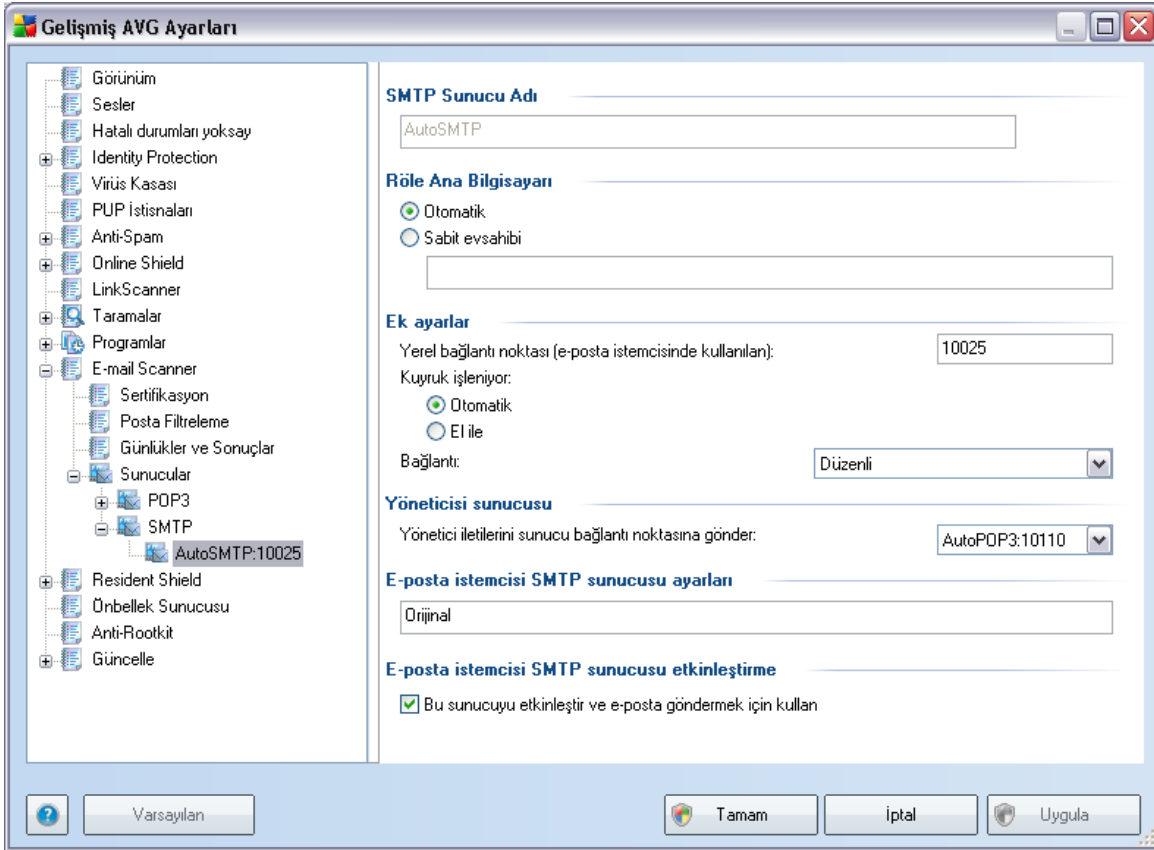 Gelişmiş AVG Ayarları
Görünüm
Sesler
Hatalı durumları yoksay
Identity Protection
Virüs Kasası
PUP İstisnaları
Anti-Spam
Online Shield
LinkScanner
Taramalar
Programlar
E-mail Scanner
Sertifikasyon
Posta Filtreleme
Günlükler ve Sonuçlar
Sunucular
POP3
SMTP
AutoSMTP:10025
Resident Shield
Önbellek Sunucusu
Anti-Rootkit
Güncelle
SMTP Sunucu Adı
AutoSMTP
Röle Ana Bilgisayarı
Otomatik
Sabit evsahibi
Ek ayarlar
Yerel bağlantı noktası (e-posta istemcisinde kullanılan): 10025
Kuyruk işleniyor:
Otomatik
El ile
Bağlantı: Düzenli
Yöneticisi sunucusu
Yönetici iletilerini sunucu bağlantı noktasına gönder: AutoPOP3:10110
E-posta istemcisi SMTP sunucusu ayarları
Orijinal
E-posta istemcisi SMTP sunucusu etkinleştirme
Bu sunucuyu etkinleştir ve e-posta göndermek için kullan
Varsayılan Tamam İptal Uygula